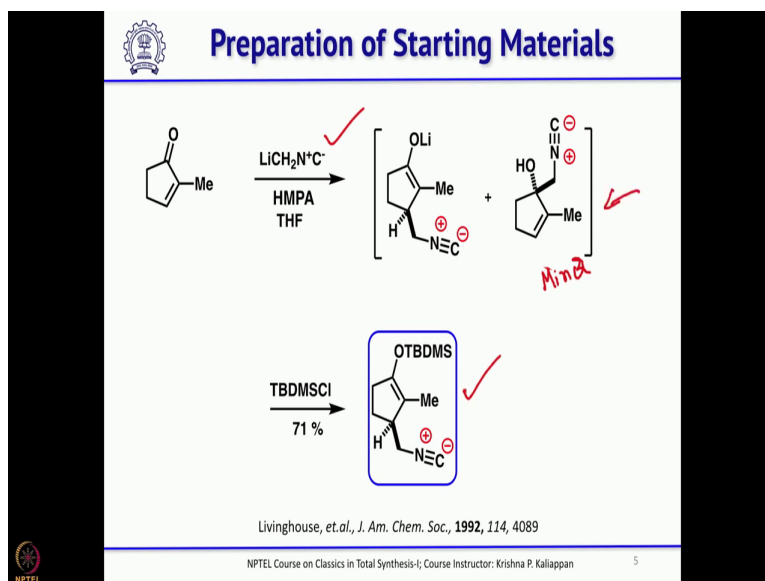 Preparation of Starting Materials
O
Me
LiCH₂N⁺C⁻
HMPA
THF
OLi
Me
H
N≡C
⊕
⊖
+
C ⊖
N ⊕
HO
Me
Minor
TBDMSCl
71 %
OTBDMS
Me
H
N≡C
⊕
⊖
Livinghouse, et.al., J. Am. Chem. Soc., 1992, 114, 4089
NPTEL Course on Classics in Total Synthesis-I; Course Instructor: Krishna P. Kaliappan
5
NPTEL